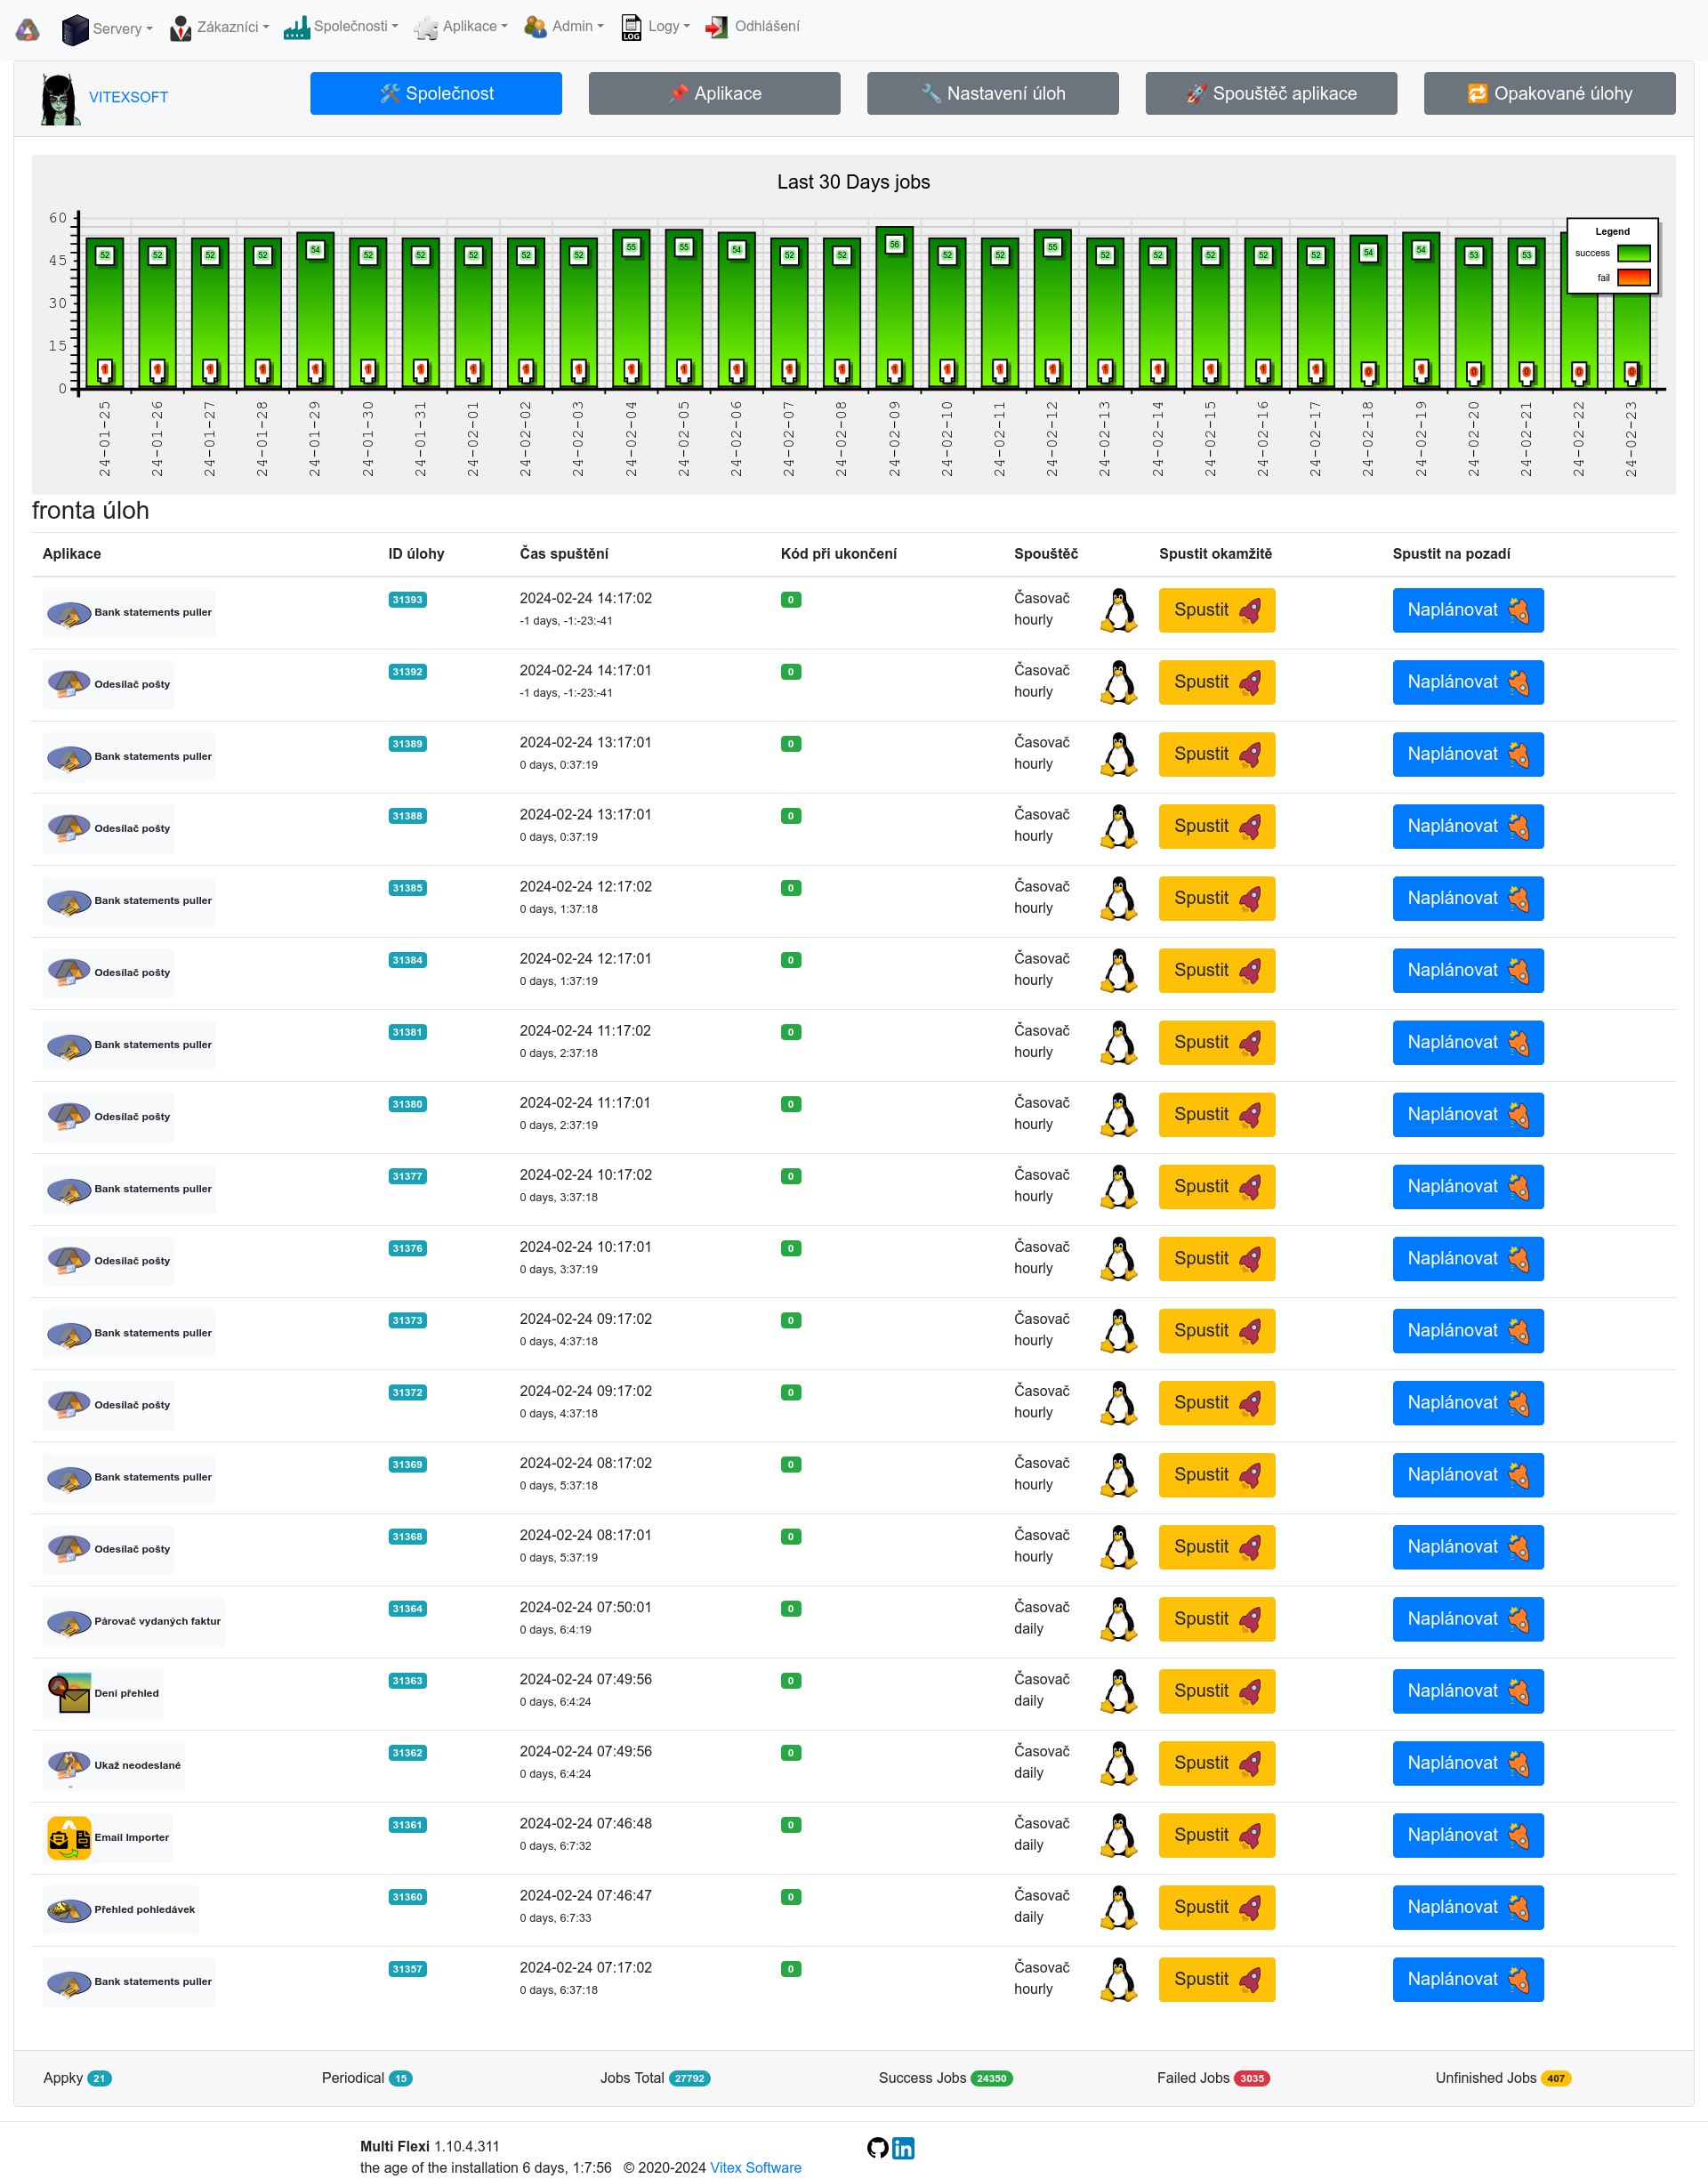 Servery Zákazníci Společnosti Aplikace Admin Logy Odhlášení
VITEXSOFT
Společnost
Aplikace
Nastavení úloh
Spouštěč aplikace
Opakované úlohy
Last 30 Days jobs
60
45
30
15
0
52 52 52 52 54 52 52 52 52 52 55 55 54 52 52 56 52 52 55 52 52 52 52 52 54 54 53 53
1 1 1 1 1 1 1 1 1 1 1 1 1 1 1 1 1 1 1 1 1 1 1 1 0 1 0 0 0 0
Legend
success
fail
24-01-25 24-01-26 24-01-27 24-01-28 24-01-29 24-01-30 24-01-31 24-02-01 24-02-02 24-02-03 24-02-04 24-02-05 24-02-06 24-02-07 24-02-08 24-02-09 24-02-10 24-02-11 24-02-12 24-02-13 24-02-14 24-02-15 24-02-16 24-02-17 24-02-18 24-02-19 24-02-20 24-02-21 24-02-22 24-02-23
fronta úloh
Aplikace ID úlohy Čas spuštění Kód při ukončení Spouštěč Spustit okamžitě Spustit na pozadí
Bank statements puller 31393 2024-02-24 14:17:02 0 Časovač Spustit Naplánovat
-1 days, -1:-23:-41 hourly
Odesílač pošty 31392 2024-02-24 14:17:01 0 Časovač Spustit Naplánovat
-1 days, -1:-23:-41 hourly
Bank statements puller 31389 2024-02-24 13:17:01 0 Časovač Spustit Naplánovat
0 days, 0:37:19 hourly
Odesílač pošty 31388 2024-02-24 13:17:01 0 Časovač Spustit Naplánovat
0 days, 0:37:19 hourly
Bank statements puller 31385 2024-02-24 12:17:02 0 Časovač Spustit Naplánovat
0 days, 1:37:18 hourly
Odesílač pošty 31384 2024-02-24 12:17:01 0 Časovač Spustit Naplánovat
0 days, 1:37:19 hourly
Bank statements puller 31381 2024-02-24 11:17:02 0 Časovač Spustit Naplánovat
0 days, 2:37:18 hourly
Odesílač pošty 31380 2024-02-24 11:17:01 0 Časovač Spustit Naplánovat
0 days, 2:37:19 hourly
Bank statements puller 31377 2024-02-24 10:17:02 0 Časovač Spustit Naplánovat
0 days, 3:37:18 hourly
Odesílač pošty 31376 2024-02-24 10:17:01 0 Časovač Spustit Naplánovat
0 days, 3:37:19 hourly
Bank statements puller 31373 2024-02-24 09:17:02 0 Časovač Spustit Naplánovat
0 days, 4:37:18 hourly
Odesílač pošty 31372 2024-02-24 09:17:02 0 Časovač Spustit Naplánovat
0 days, 4:37:18 hourly
Bank statements puller 31369 2024-02-24 08:17:02 0 Časovač Spustit Naplánovat
0 days, 5:37:18 hourly
Odesílač pošty 31368 2024-02-24 08:17:01 0 Časovač Spustit Naplánovat
0 days, 5:37:19 hourly
Párovač vydaných faktur 31364 2024-02-24 07:50:01 0 Časovač Spustit Naplánovat
0 days, 6:4:19 daily
Dení přehled 31363 2024-02-24 07:49:56 0 Časovač Spustit Naplánovat
0 days, 6:4:24 daily
Ukaž neodeslané 31362 2024-02-24 07:49:56 0 Časovač Spustit Naplánovat
0 days, 6:4:24 daily
Email Importer 31361 2024-02-24 07:46:48 0 Časovač Spustit Naplánovat
0 days, 6:7:32 daily
Přehled pohledávek 31360 2024-02-24 07:46:47 0 Časovač Spustit Naplánovat
0 days, 6:7:33 daily
Bank statements puller 31357 2024-02-24 07:17:02 0 Časovač Spustit Naplánovat
0 days, 6:37:18 hourly
Appky 21 Periodical 15 Jobs Total 27792 Success Jobs 24350 Failed Jobs 3035 Unfinished Jobs 407
Multi Flexi 1.10.4.311
the age of the installation 6 days, 1:7:56 © 2020-2024 Vitex Software